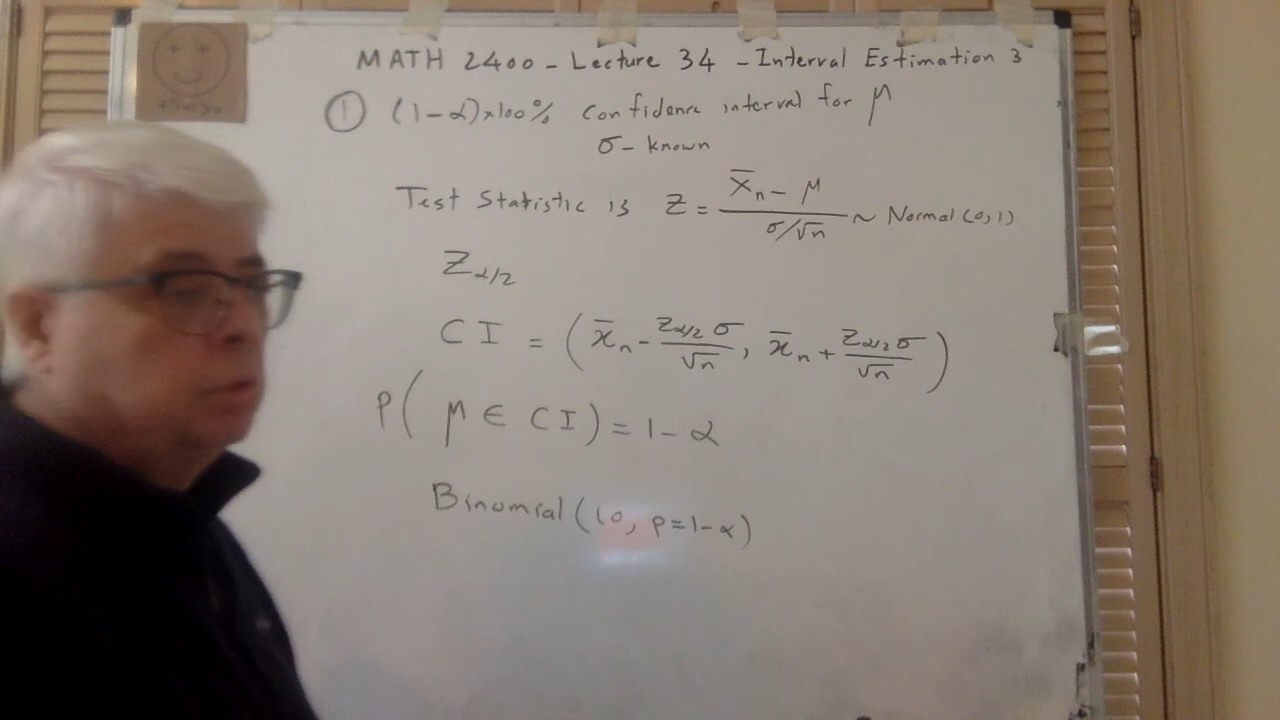 MATH 2400 - Lecture 34 - Interval Estimation 3
① (1-α)×100% Confidence interval for μ
σ - known
Test Statistic is Z = (X̄ₙ - μ)/(σ/√n) ~ Normal(0,1)
Z_{α/2}
CI = (x̄ₙ - Z_{α/2}σ/√n, x̄ₙ + Z_{α/2}σ/√n)
P(μ ∈ CI) = 1-α
Binomial(10, p=1-α)